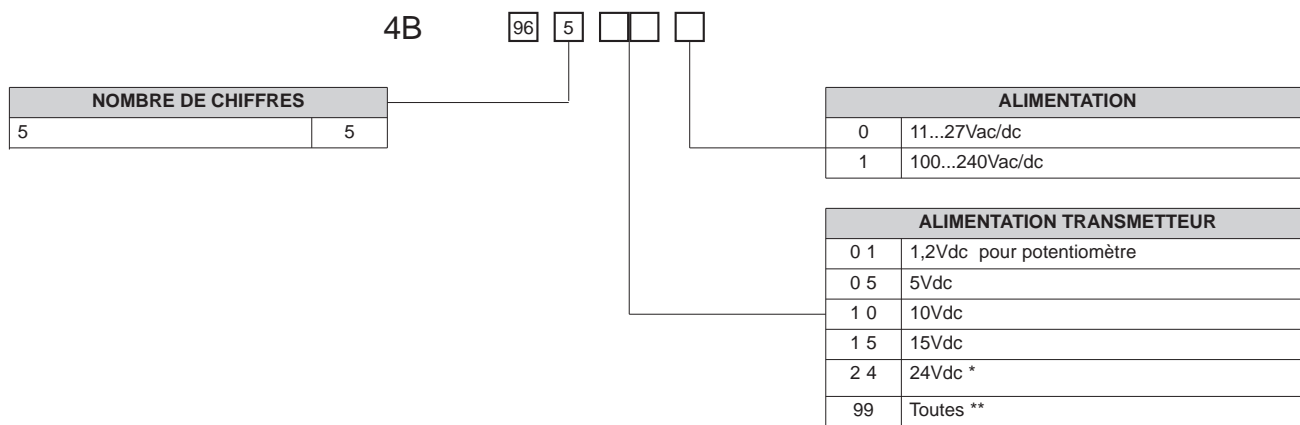 4B 96 5
NOMBRE DE CHIFFRES
5 5
ALIMENTATION
0 11...27Vac/dc
1 100...240Vac/dc
ALIMENTATION TRANSMETTEUR
0 1 1,2Vdc pour potentiomètre
0 5 5Vdc
1 0 10Vdc
1 5 15Vdc
2 4 24Vdc *
99 Toutes **